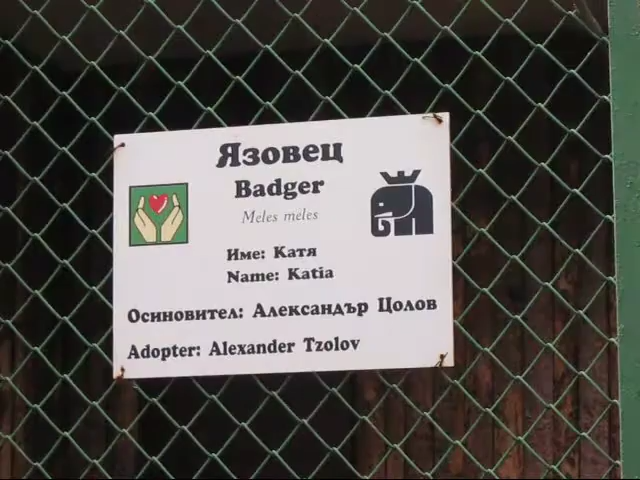 Язовец
Badger
Meles meles
Име: Катя
Name: Katia
Осиновител: Александър Цолов
Adopter: Alexander Tzolov